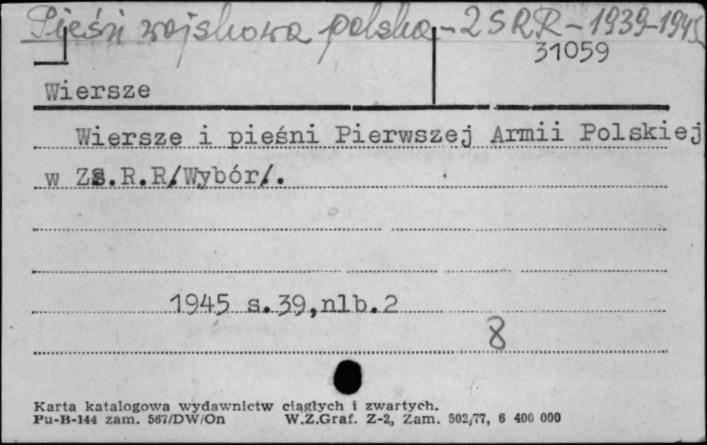 Pieśń wojskowa polska - ZSRR - 1939-1945
31059
Wiersze
Wiersze i pieśni Pierwszej Armii Polskiej
w ZS.R.R/Wybór/.
1945 s.39,nlb.2
8
Karta katalogowa wydawnictw ciągłych i zwartych.
Pu-B-144 zam. 567/DW/On W.Z.Graf. Z-2, Zam. 502/77, 6 400 000